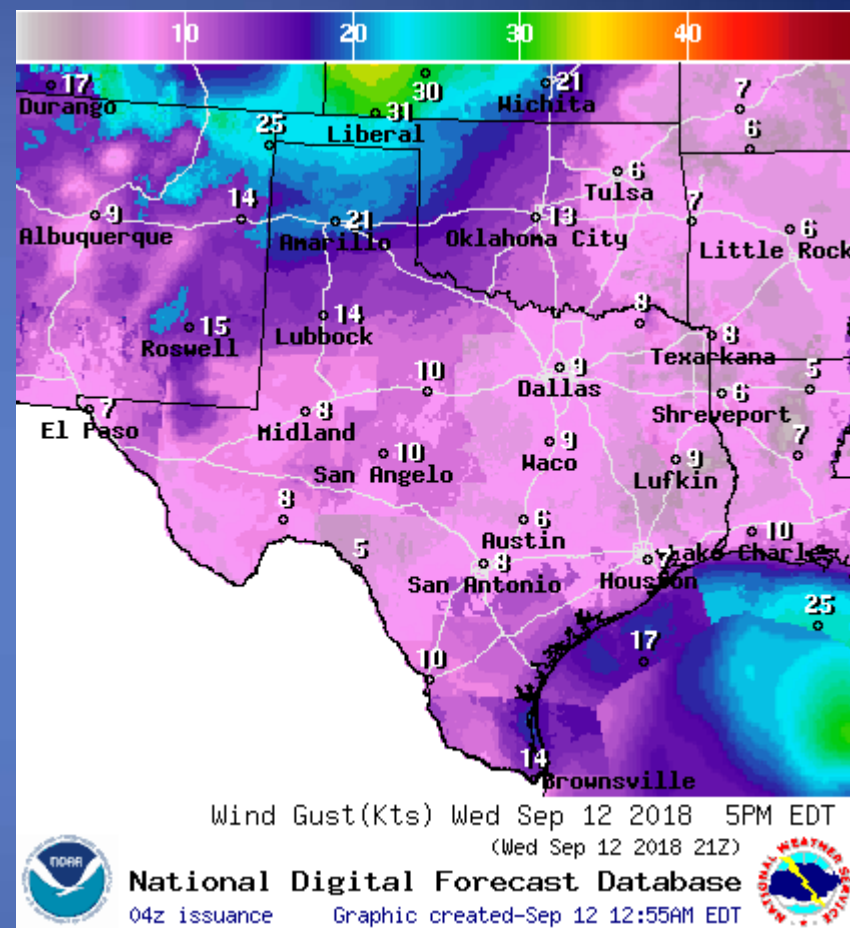 10 20 30 40
17 30 21 7
Durango 31 Wichita
25 Liberal 6
6
Tulsa
9 14 21 13 7 6
Albuquerque Amarillo Oklahoma City Little Rock
15 14 8 8
Roswell Lubbock Texarkana
10 9 6 5
Dallas Shreveport
7 8
El Paso Midland
10 9 9 7
San Angelo Waco Lufkin
8 6 10
Austin Lake Charles
5 8 7
San Antonio Houston
25
17
10
14
Brownsville
Wind Gust(Kts) Wed Sep 12 2018 5PM EDT
(Wed Sep 12 2018 21Z)
NOAA National Digital Forecast Database NATIONAL WEATHER SERVICE
04z issuance Graphic created-Sep 12 12:55AM EDT